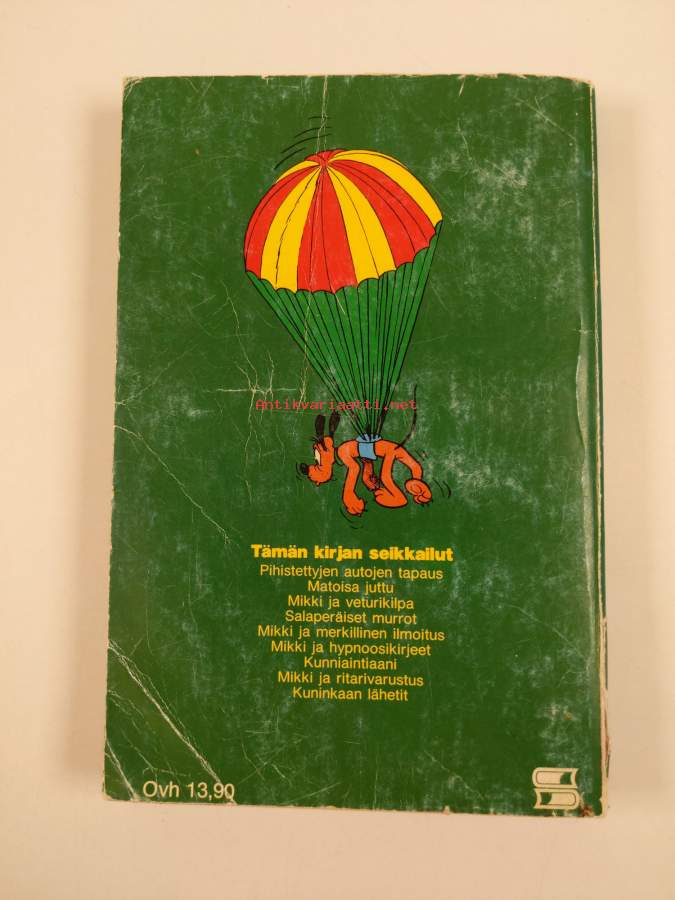 Antikvariaatti.net
Tämän kirjan seikkailut
Pihistettyjen autojen tapaus
Matoisa juttu
Mikki ja veturikilpa
Salaperäiset murrot
Mikki ja merkillinen ilmoitus
Mikki ja hypnoosikirjeet
Kunniaintiaani
Mikki ja ritarivarustus
Kuninkaan lähetit
Ovh 13,90